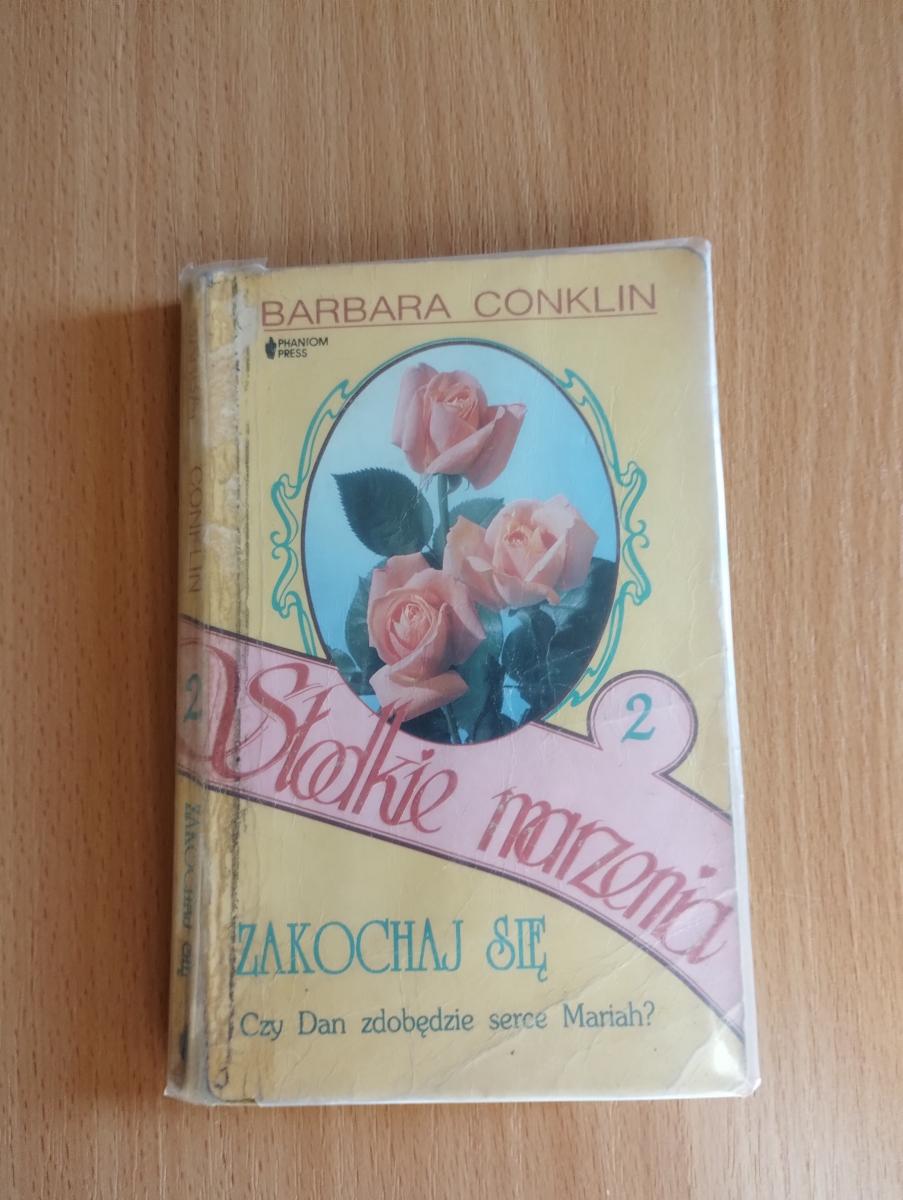 BARBARA CONKLIN
PHANTOM
PRESS
2
Słodkie marzenia
ZAKOCHAJ SIĘ
Czy Dan zdobędzie serce Mariah?
CONKLIN
2
ZAKOCHAJ SIĘ